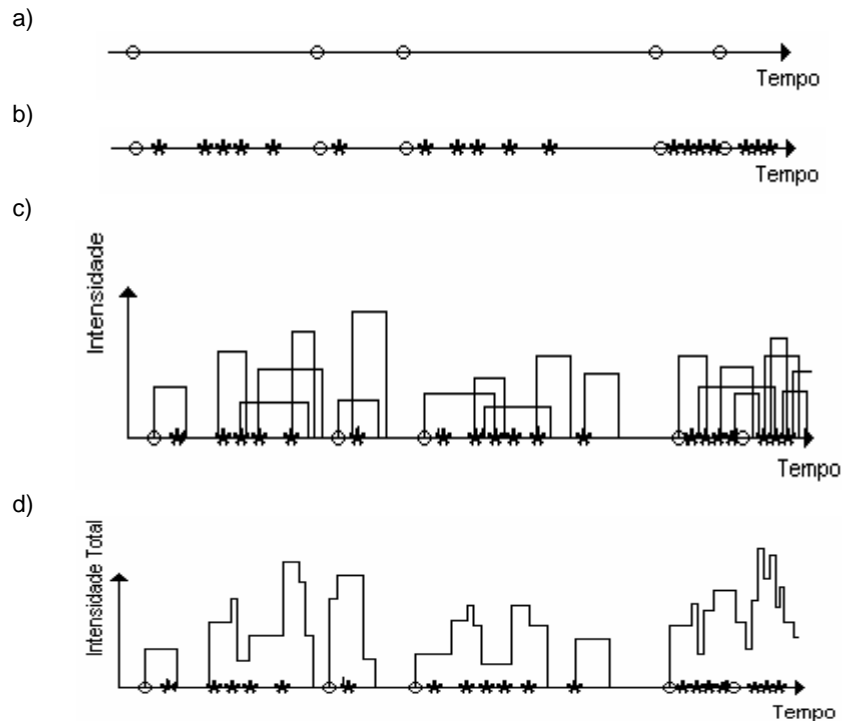 a)
Tempo
b)
Tempo
c)
Intensidade
Tempo
d)
Intensidade Total
Tempo